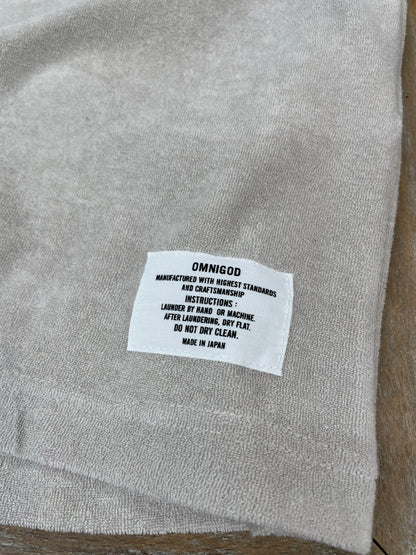 OMNIGOD
MANUFACTURED WITH HIGHEST STANDARDS
AND CRAFTSMANSHIP
INSTRUCTIONS :
LAUNDER BY HAND OR MACHINE.
AFTER LAUNDERING, DRY FLAT.
DO NOT DRY CLEAN.
MADE IN JAPAN